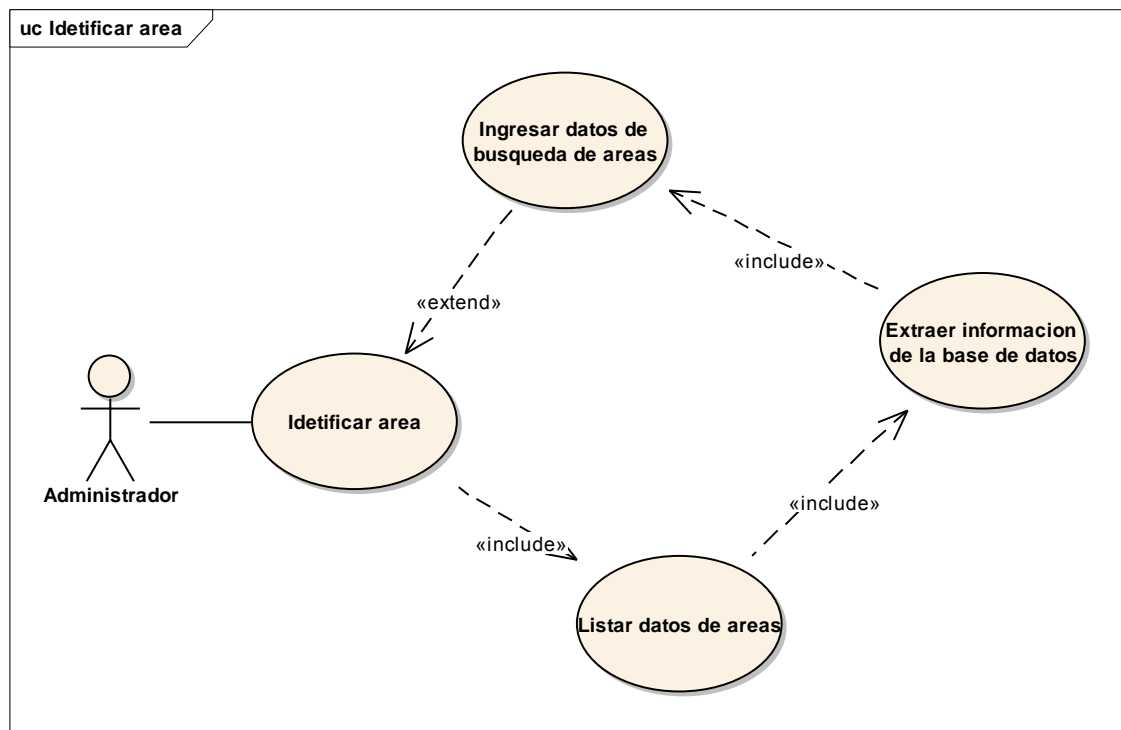 uc Idetificar area
Ingresar datos de
busqueda de areas
«include»
«extend»
Extraer informacion
de la base de datos
Idetificar area
Administrador
«include»
«include»
Listar datos de areas